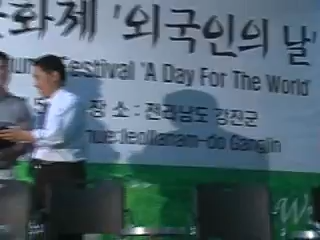 화제 '외국인의 날'
Festival 'A Day For The World'
장 소 : 전라남도 강진군
nue:Jeollanam-do Gangjin